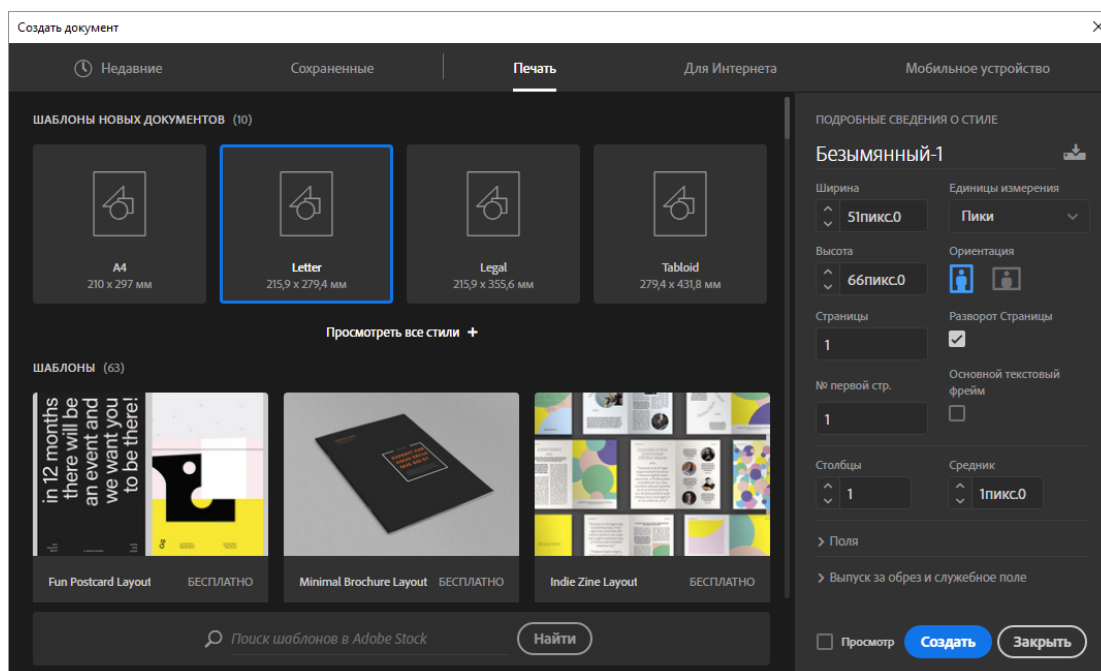 Создать документ
Недавние
Сохраненные
Печать
Для Интернета
Мобильное устройство
ШАБЛОНЫ НОВЫХ ДОКУМЕНТОВ (10)
A4
210 x 297 мм
Letter
215,9 x 279,4 мм
Legal
215,9 x 355,6 мм
Tabloid
279,4 x 431,8 мм
Просмотреть все стили +
ШАБЛОНЫ (63)
in 12 months
there will be
an event and
we want you
to be there!
Gg
Fun Postcard Layout БЕСПЛАТНО
Minimal Brochure Layout БЕСПЛАТНО
Indie Zine Layout БЕСПЛАТНО
Поиск шаблонов в Adobe Stock
Найти
ПОДРОБНЫЕ СВЕДЕНИЯ О СТИЛЕ
Безымянный-1
Ширина
Единицы измерения
51пикс.0
Пики
Высота
Ориентация
66пикс.0
Страницы
Разворот Страницы
1
№ первой стр.
Основной текстовый
фрейм
1
Столбцы
Средник
1
1пикс.0
Поля
Выпуск за обрез и служебное поле
Просмотр
Создать
Закрыть